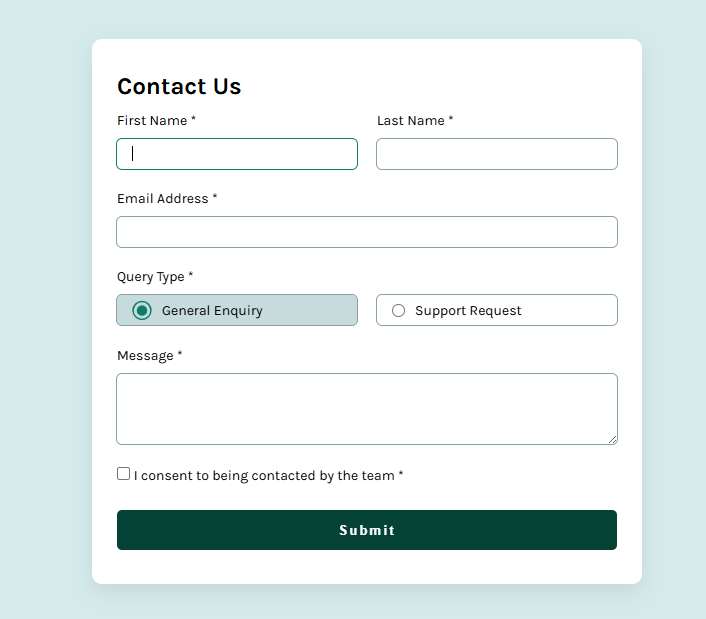 Contact Us
First Name * Last Name *
Email Address *
Query Type *
General Enquiry Support Request
Message *
I consent to being contacted by the team *
Submit